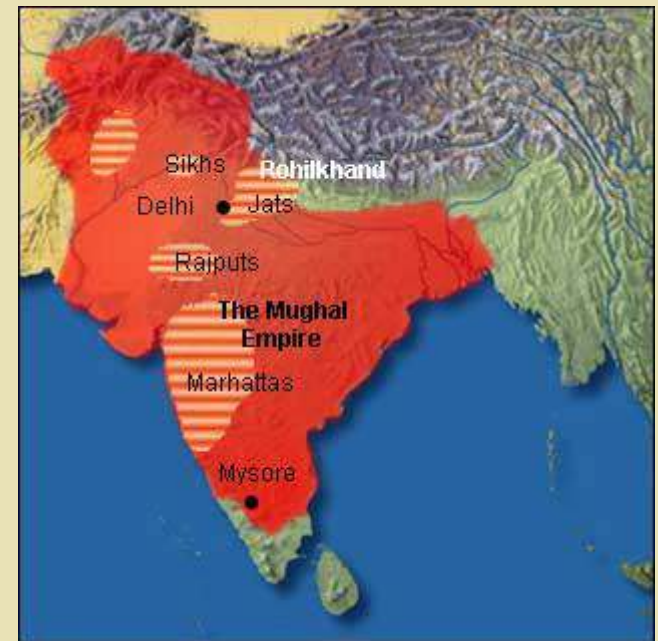 Sikhs
Rohilkhand
Delhi
Jats
Rajputs
The Mughal
Empire
Marhattas
Mysore